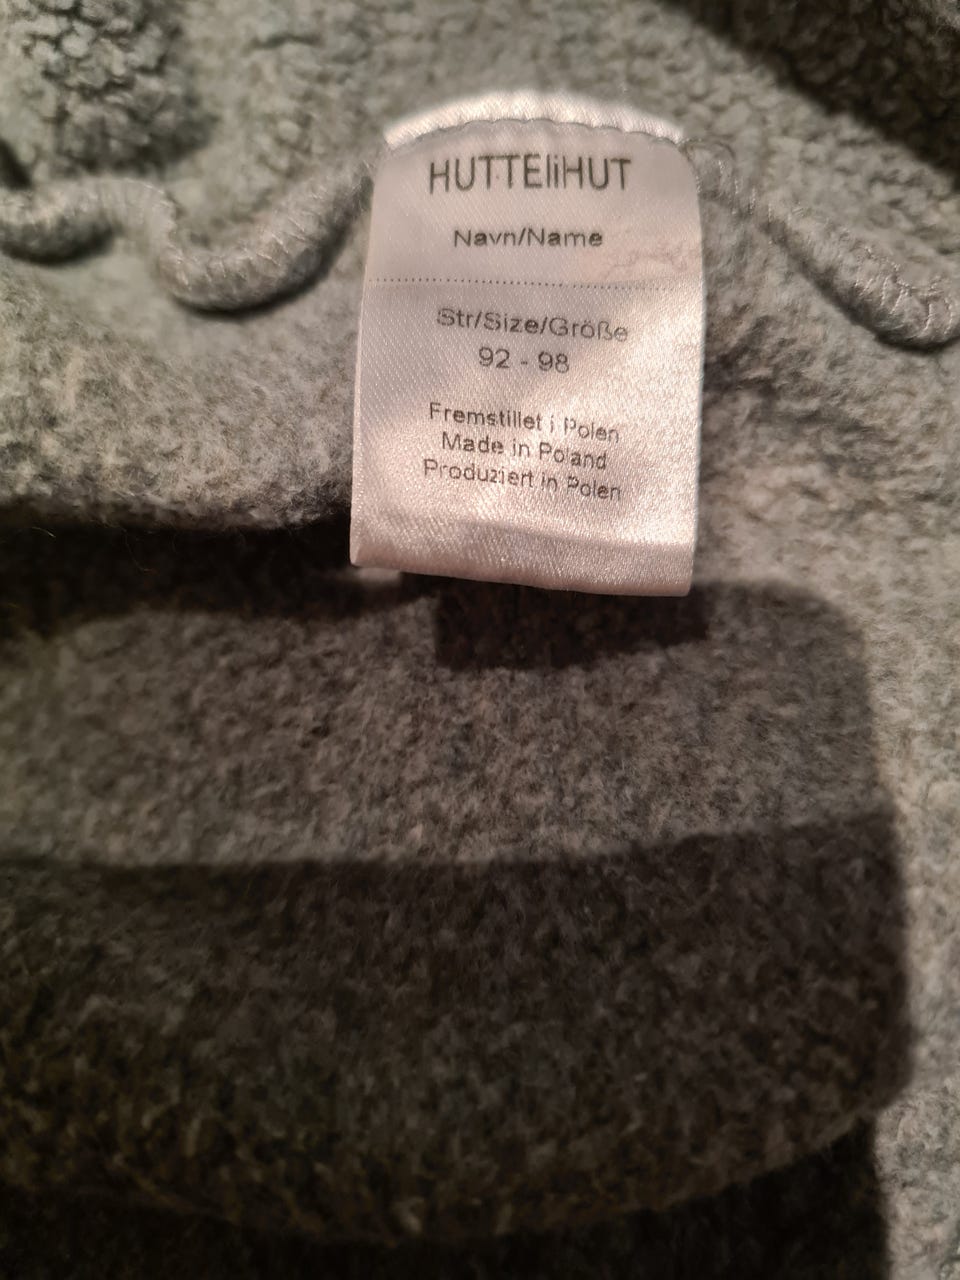 HUTTEliHUT
Navn/Name
Str/Size/Größe
92 - 98
Fremstillet i Polen
Made in Poland
Produziert in Polen